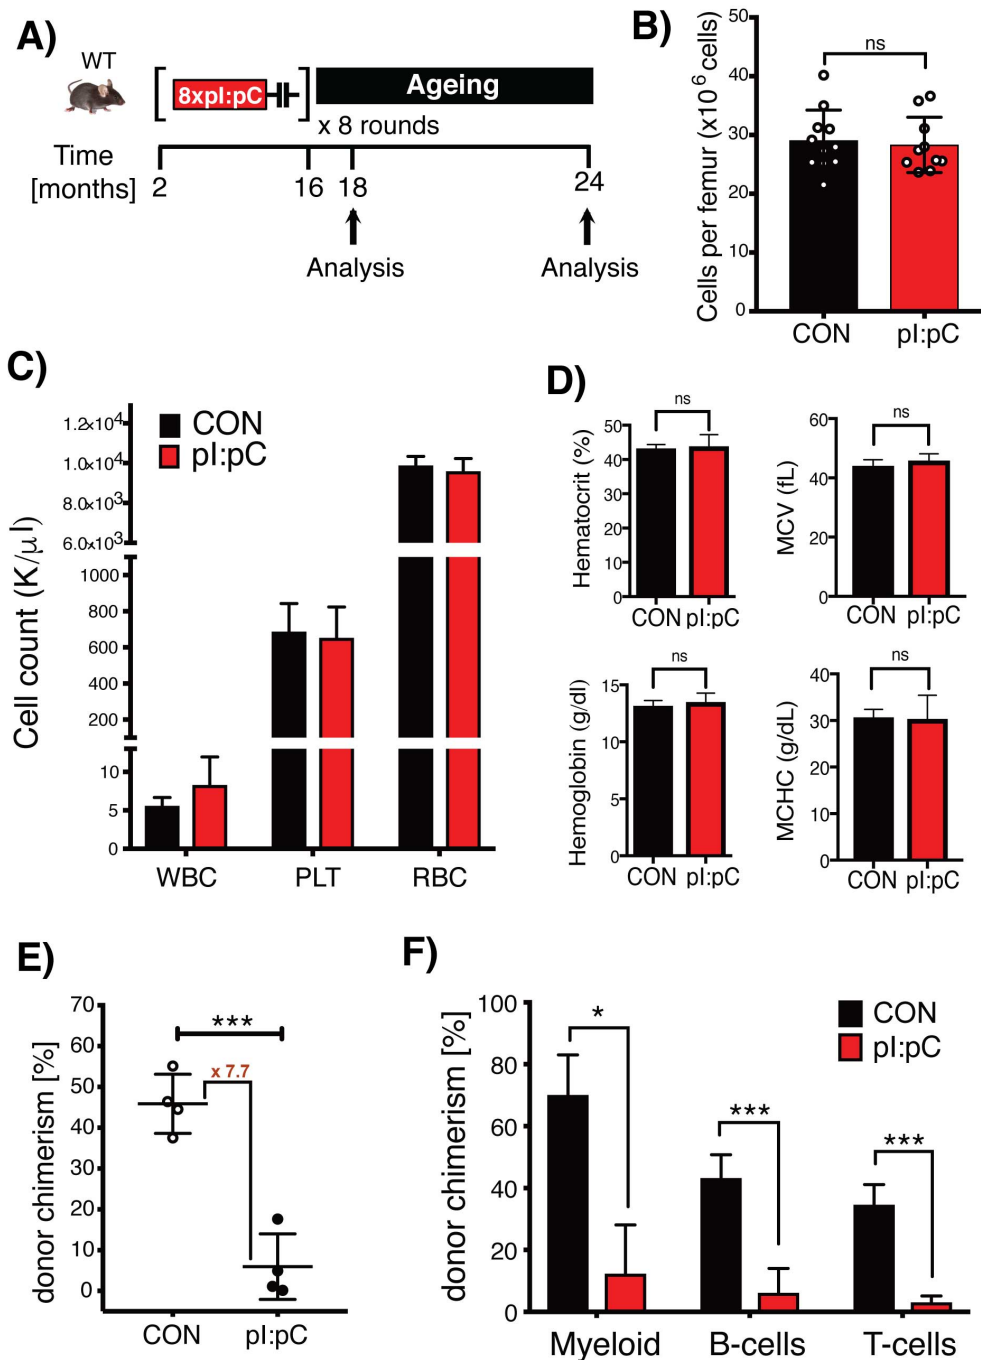 A)
WT
8xpI:pC
Ageing
x 8 rounds
Time
[months]
2
16
18
24
Analysis
Analysis
B)
Cells per femur (x10⁶ cells)
50
40
30
20
10
0
ns
CON
pI:pC
C)
Cell count (K/μl)
1.2x10⁴
1.0x10⁴
8.0x10³
6.0x10³
1000
800
600
400
200
10
5
0
CON
pI:pC
WBC
PLT
RBC
D)
Hematocrit (%)
50
40
30
20
10
0
ns
CON pI:pC
MCV (fL)
60
40
20
0
ns
CON pI:pC
Hemoglobin (g/dl)
15
10
5
0
ns
CON pI:pC
MCHC (g/dL)
40
30
20
10
0
ns
CON pI:pC
E)
donor chimerism [%]
70
60
50
40
30
20
10
0
***
x 7.7
CON
pI:pC
F)
donor chimerism [%]
100
80
60
40
20
0
*
***
***
CON
pI:pC
Myeloid
B-cells
T-cells